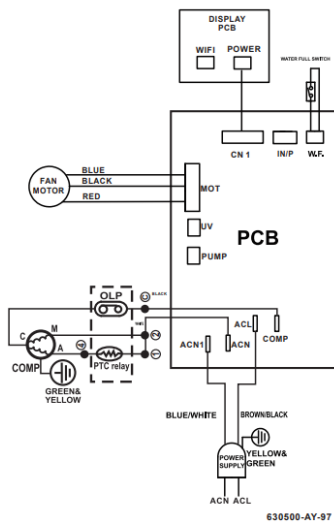 DISPLAY
PCB
WIFI
POWER
WATER FULL SWITCH
CN 1
IN/P
W.F.
FAN
MOTOR
BLUE
BLACK
RED
MOT
UV
PUMP
PCB
OLP
BLACK
C
M
A
COMP
PTC relay
GREEN&
YELLOW
ACL
COMP
ACN1
ACN
BLUE/WHITE
BROWN/BLACK
POWER
SUPPLY
YELLOW&
GREEN
ACN
ACL
630500-AY-97